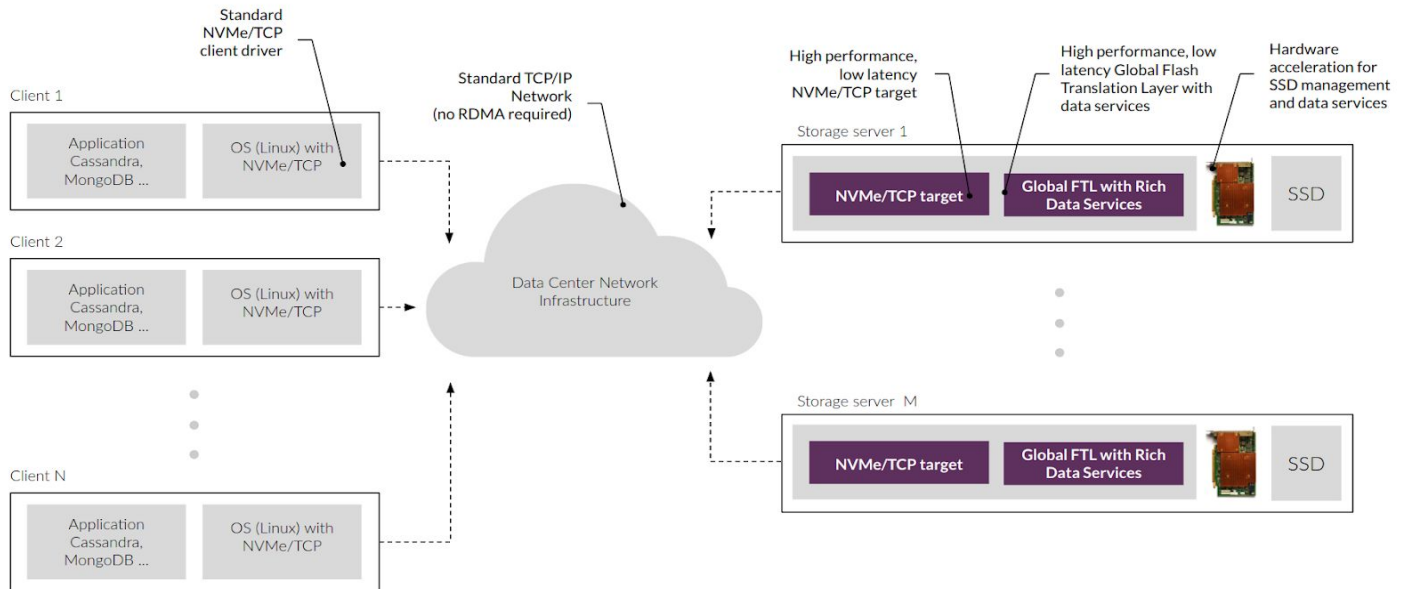 Standard
NVMe/TCP
client driver
Standard TCP/IP
Network
(no RDMA required)
High performance,
low latency
NVMe/TCP target
High performance, low
latency Global Flash
Translation Layer with
data services
Hardware
acceleration for
SSD management
and data services
Client 1
Application
Cassandra,
MongoDB ...
OS (Linux) with
NVMe/TCP
Client 2
Application
Cassandra,
MongoDB ...
OS (Linux) with
NVMe/TCP
Client N
Application
Cassandra,
MongoDB ...
OS (Linux) with
NVMe/TCP
Data Center Network
Infrastructure
Storage server 1
NVMe/TCP target
Global FTL with Rich
Data Services
SSD
Storage server M
NVMe/TCP target
Global FTL with Rich
Data Services
SSD